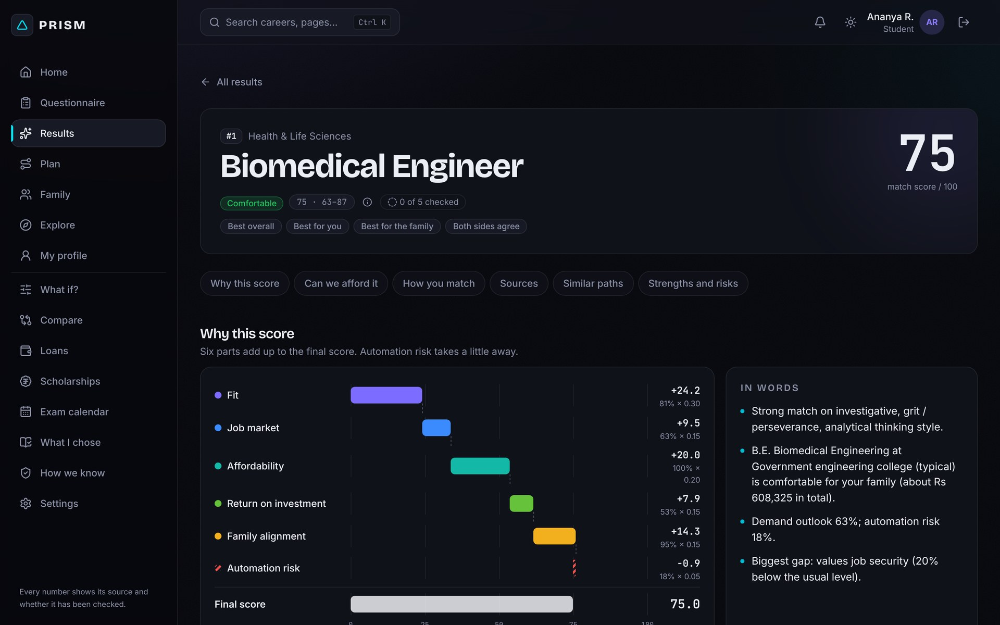 PRISM
Search careers, pages...
Ctrl K
Ananya R.
Student
AR
Home
Questionnaire
Results
Plan
Family
Explore
My profile
What if?
Compare
Loans
Scholarships
Exam calendar
What I chose
How we know
Settings
Every number shows its source and
whether it has been checked.
All results
#1 Health & Life Sciences
Biomedical Engineer
75
match score / 100
Comfortable
75 · 63–87
0 of 5 checked
Best overall
Best for you
Best for the family
Both sides agree
Why this score
Can we afford it
How you match
Sources
Similar paths
Strengths and risks
Why this score
Six parts add up to the final score. Automation risk takes a little away.
Fit
+24.2
81% × 0.30
Job market
+9.5
63% × 0.15
Affordability
+20.0
100% ×
0.20
Return on investment
+7.9
53% × 0.15
Family alignment
+14.3
95% × 0.15
Automation risk
-0.9
18% × 0.05
Final score
75.0
0 25 50 75 100
IN WORDS
Strong match on investigative, grit /
perseverance, analytical thinking style.
B.E. Biomedical Engineering at
Government engineering college (typical)
is comfortable for your family (about Rs
608,325 in total).
Demand outlook 63%; automation risk
18%.
Biggest gap: values job security (20%
below the usual level).